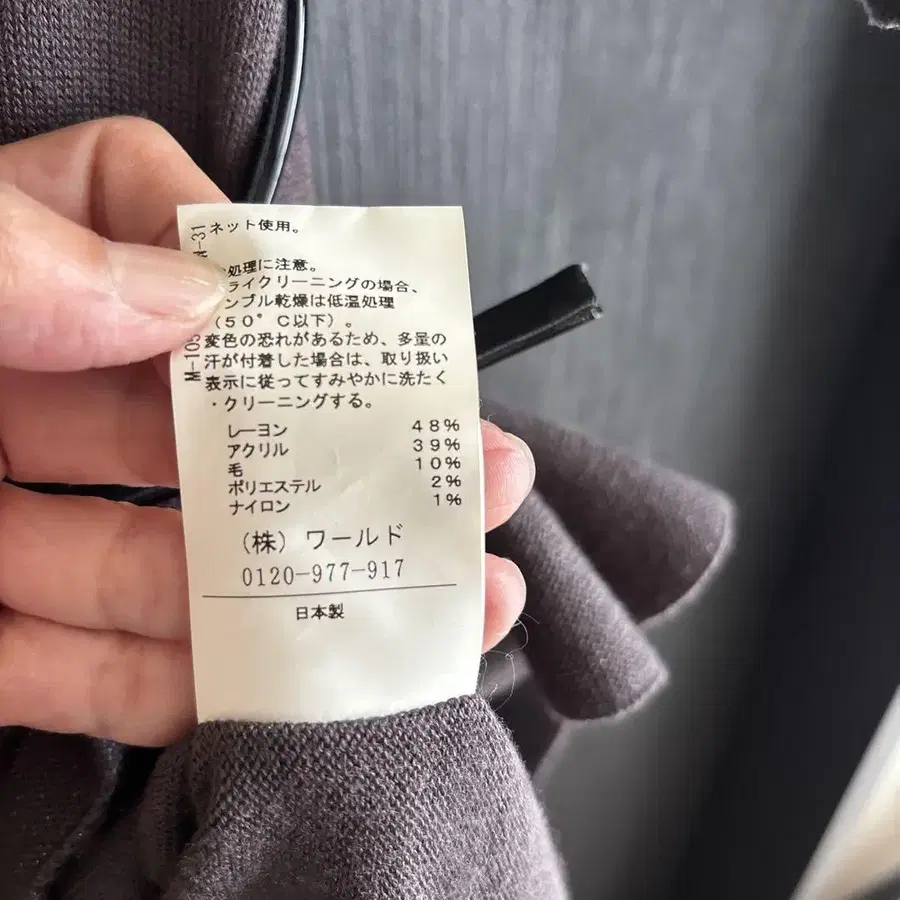 ネット使用。
処理に注意。
ライクリーニングの場合、
ンブル乾燥は低温処理
（５０°Ｃ以下）。
変色の恐れがあるため、多量の
汗が付着した場合は、取り扱い
表示に従ってすみやかに洗たく
・クリーニングする。
レーヨン ４８％
アクリル ３９％
毛 １０％
ポリエステル ２％
ナイロン １％
（株）ワールド
0120-977-917
日本製